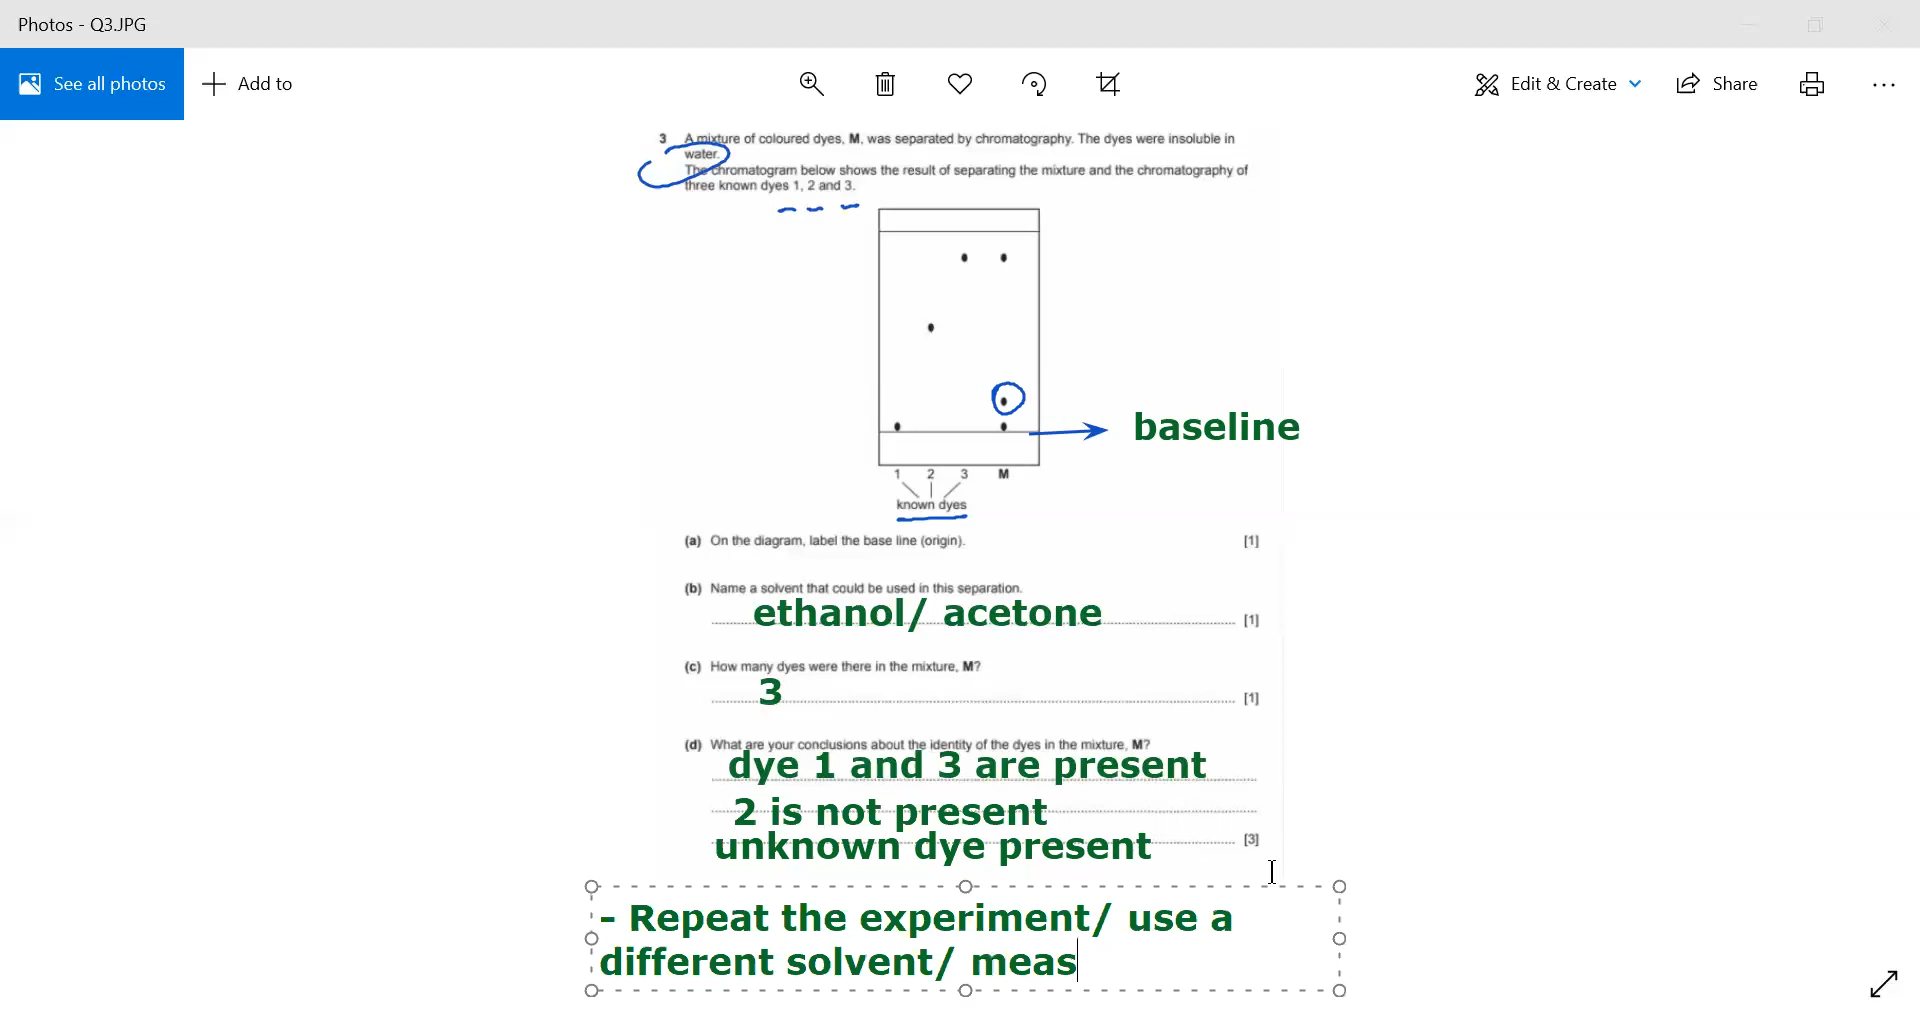 Photos - Q3.JPG
See all photos
Add to
Edit & Create
Share
3 A mixture of coloured dyes, M, was separated by chromatography. The dyes were insoluble in
water.
The chromatogram below shows the result of separating the mixture and the chromatography of
three known dyes 1, 2 and 3.
baseline
1 2 3 M
known dyes
(a) On the diagram, label the base line (origin). [1]
(b) Name a solvent that could be used in this separation.
ethanol/ acetone [1]
(c) How many dyes were there in the mixture, M?
3 [1]
(d) What are your conclusions about the identity of the dyes in the mixture, M?
dye 1 and 3 are present
2 is not present
unknown dye present [3]
- Repeat the experiment/ use a
different solvent/ meas